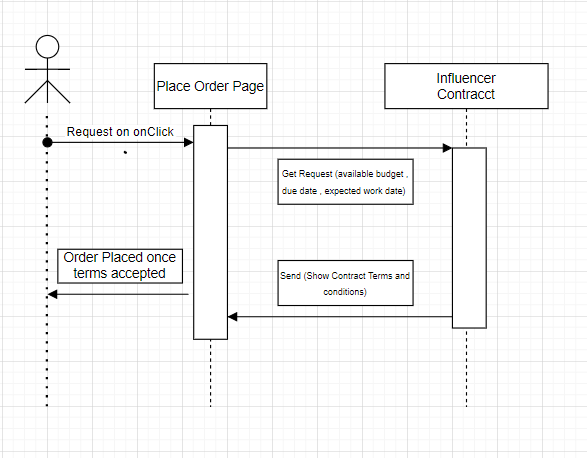 Place Order Page
Influencer
Contracct
Request on onClick
Get Request (available budget ,
due date , expected work date)
Order Placed once
terms accepted
Send (Show Contract Terms and
conditions)